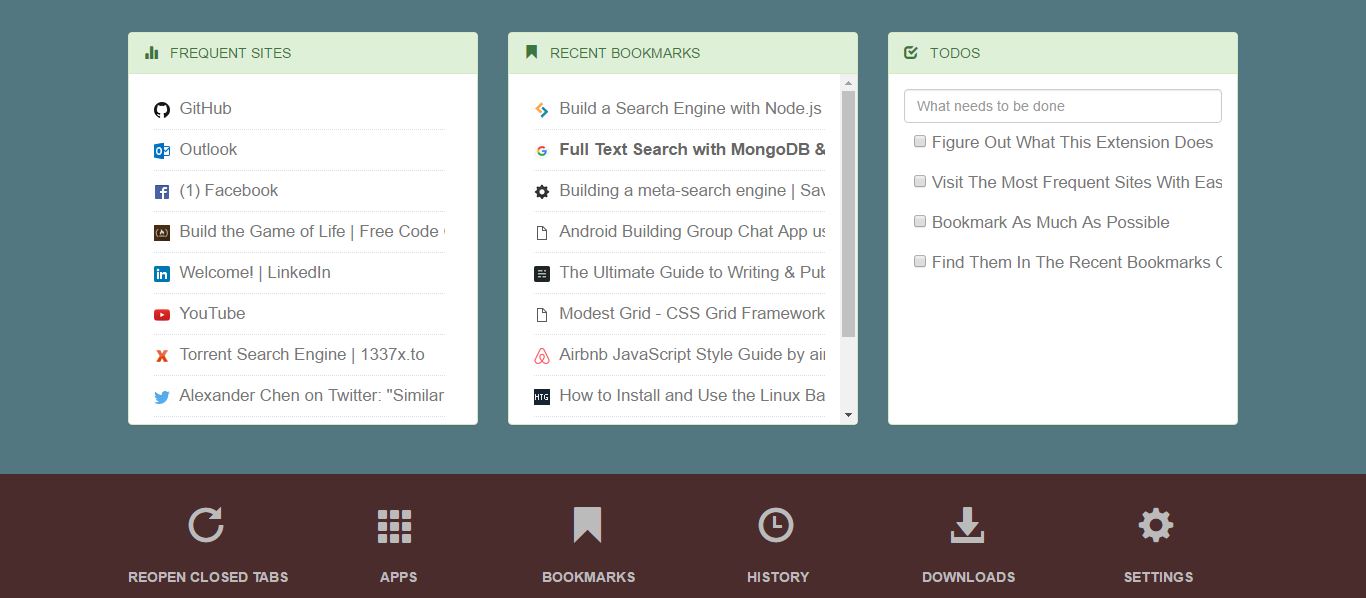 FREQUENT SITES
GitHub
Outlook
(1) Facebook
Build the Game of Life | Free Code
Welcome! | LinkedIn
YouTube
Torrent Search Engine | 1337x.to
Alexander Chen on Twitter: "Similar
RECENT BOOKMARKS
Build a Search Engine with Node.js
Full Text Search with MongoDB &
Building a meta-search engine | Sav
Android Building Group Chat App us
The Ultimate Guide to Writing & Pub
Modest Grid - CSS Grid Framework
Airbnb JavaScript Style Guide by air
HTG How to Install and Use the Linux Ba
TODOS
What needs to be done
Figure Out What This Extension Does
Visit The Most Frequent Sites With Eas
Bookmark As Much As Possible
Find Them In The Recent Bookmarks
REOPEN CLOSED TABS
APPS
BOOKMARKS
HISTORY
DOWNLOADS
SETTINGS